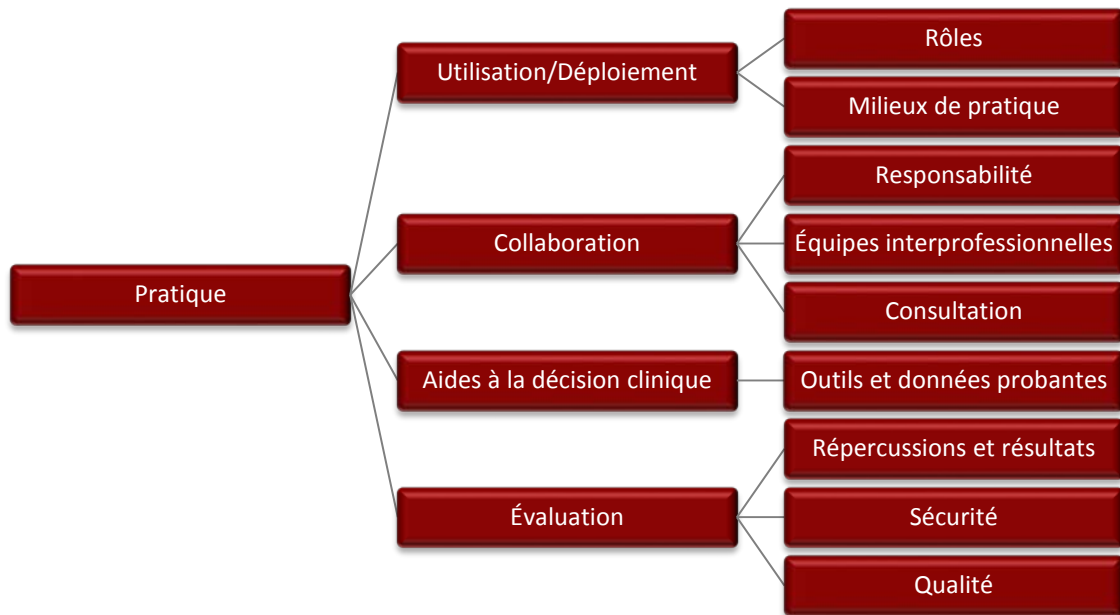 Pratique
Utilisation/Déploiement
Rôles
Milieux de pratique
Collaboration
Responsabilité
Équipes interprofessionnelles
Consultation
Aides à la décision clinique
Outils et données probantes
Évaluation
Répercussions et résultats
Sécurité
Qualité